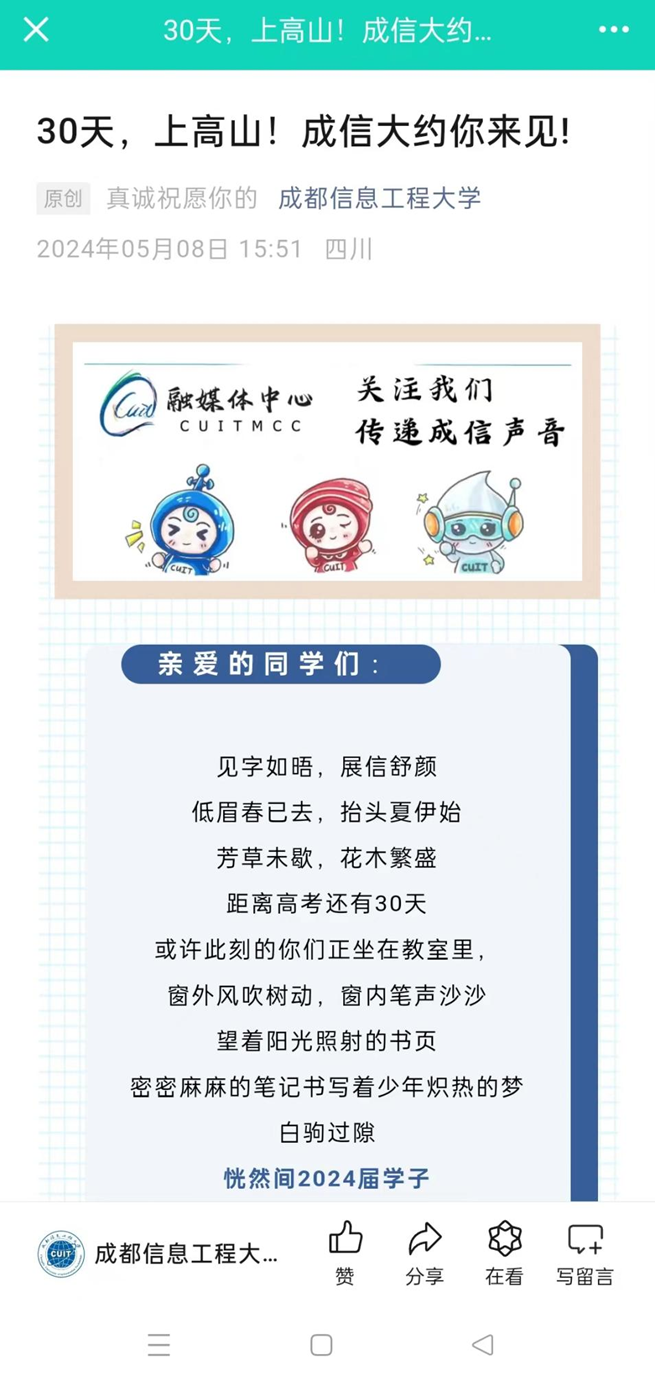 30天，上高山！成信大约...
30天，上高山！成信大约你来见!
原创 真诚祝愿你的 成都信息工程大学
2024年05月08日 15:51 四川
Cuit 融媒体中心
CUITMCC
关注我们
传递成信声音
CUIT CUIT CUIT
亲爱的同学们：
见字如晤，展信舒颜
低眉春已去，抬头夏伊始
芳草未歇，花木繁盛
距离高考还有30天
或许此刻的你们正坐在教室里，
窗外风吹树动，窗内笔声沙沙
望着阳光照射的书页
密密麻麻的笔记书写着少年炽热的梦
白驹过隙
恍然间2024届学子
CUIT 成都信息工程大...
赞 分享 在看 写留言